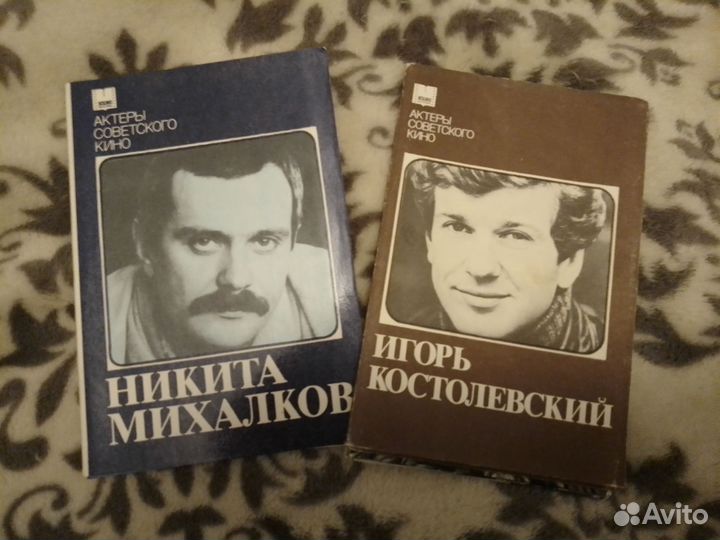 АКТЕРЫ
СОВЕТСКОГО
КИНО
НИКИТА
МИХАЛКОВ
АКТЕРЫ
СОВЕТСКОГО
КИНО
ИГОРЬ
КОСТОЛЕВСКИЙ
Avito